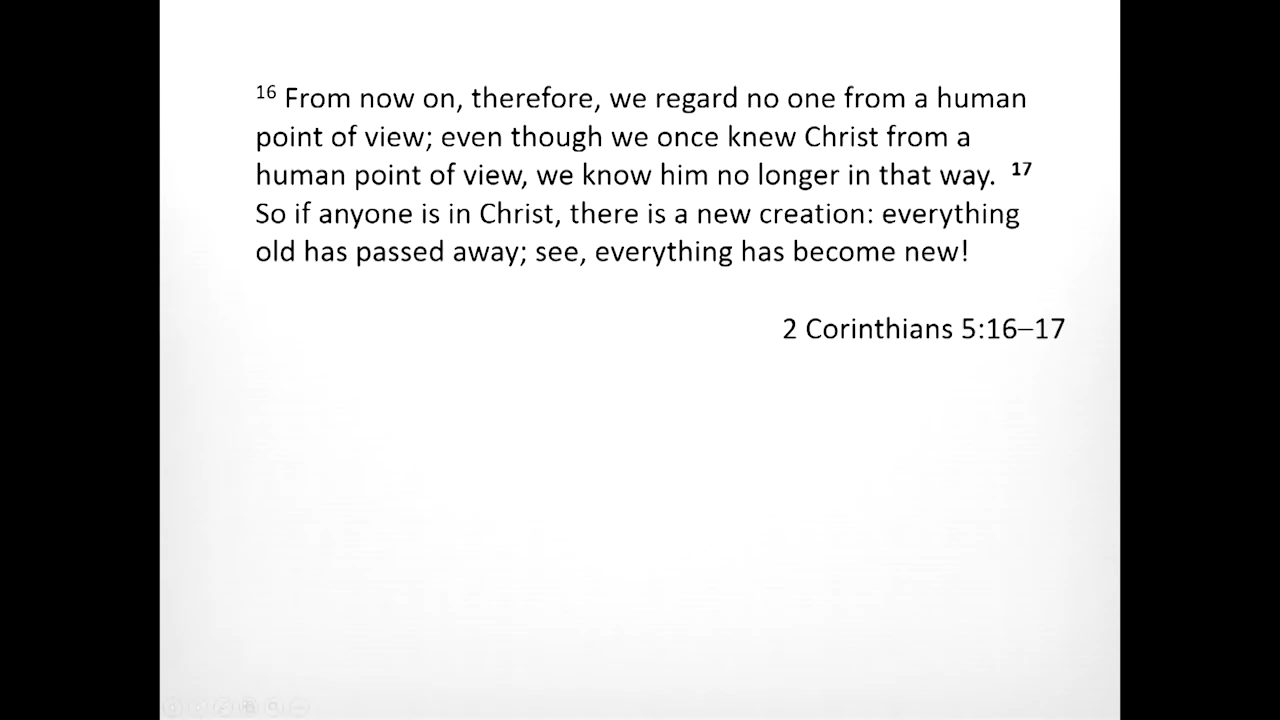 16 From now on, therefore, we regard no one from a human
point of view; even though we once knew Christ from a
human point of view, we know him no longer in that way. 17
So if anyone is in Christ, there is a new creation: everything
old has passed away; see, everything has become new!
2 Corinthians 5:16–17